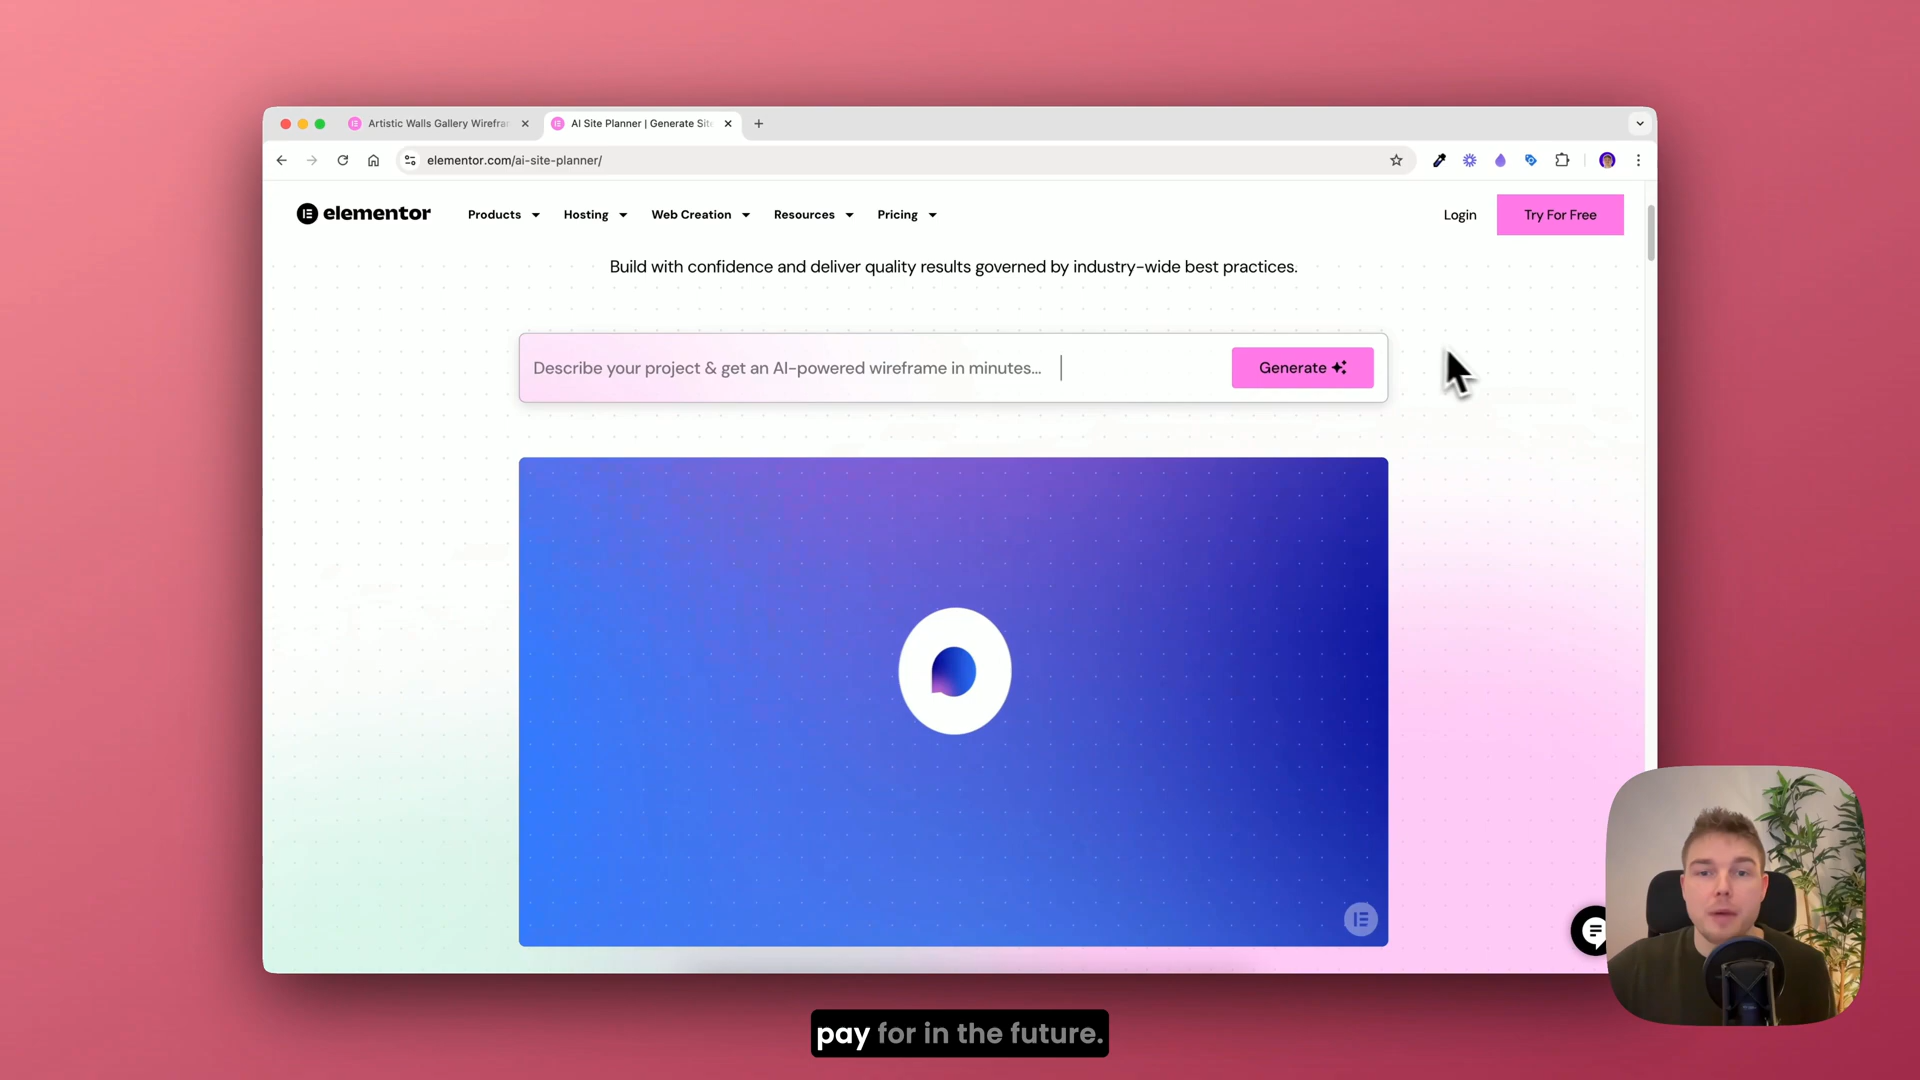 Artistic Walls Gallery Wirefra
AI Site Planner | Generate Sit
elementor.com/ai-site-planner/
elementor
Products
Hosting
Web Creation
Resources
Pricing
Login
Try For Free
Build with confidence and deliver quality results governed by industry-wide best practices.
Describe your project & get an AI-powered wireframe in minutes...
Generate
pay for in the future.